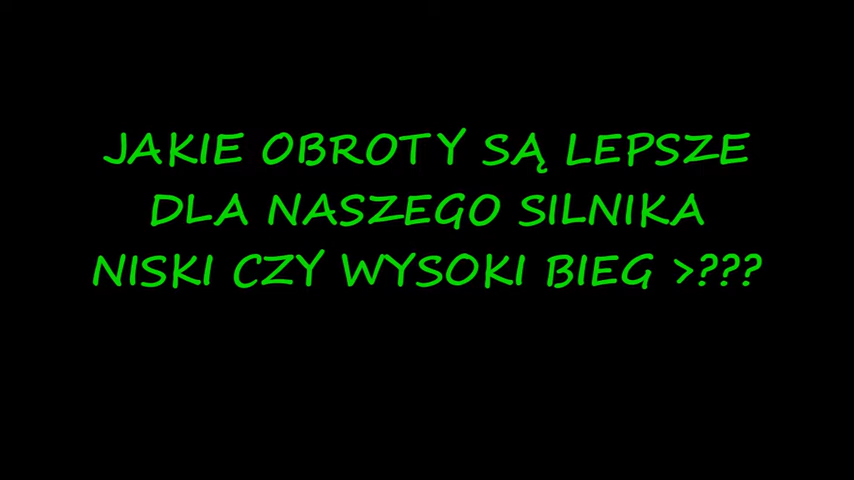 JAKIE OBROTY SĄ LEPSZE
DLA NASZEGO SILNIKA
NISKI CZY WYSOKI BIEG >???